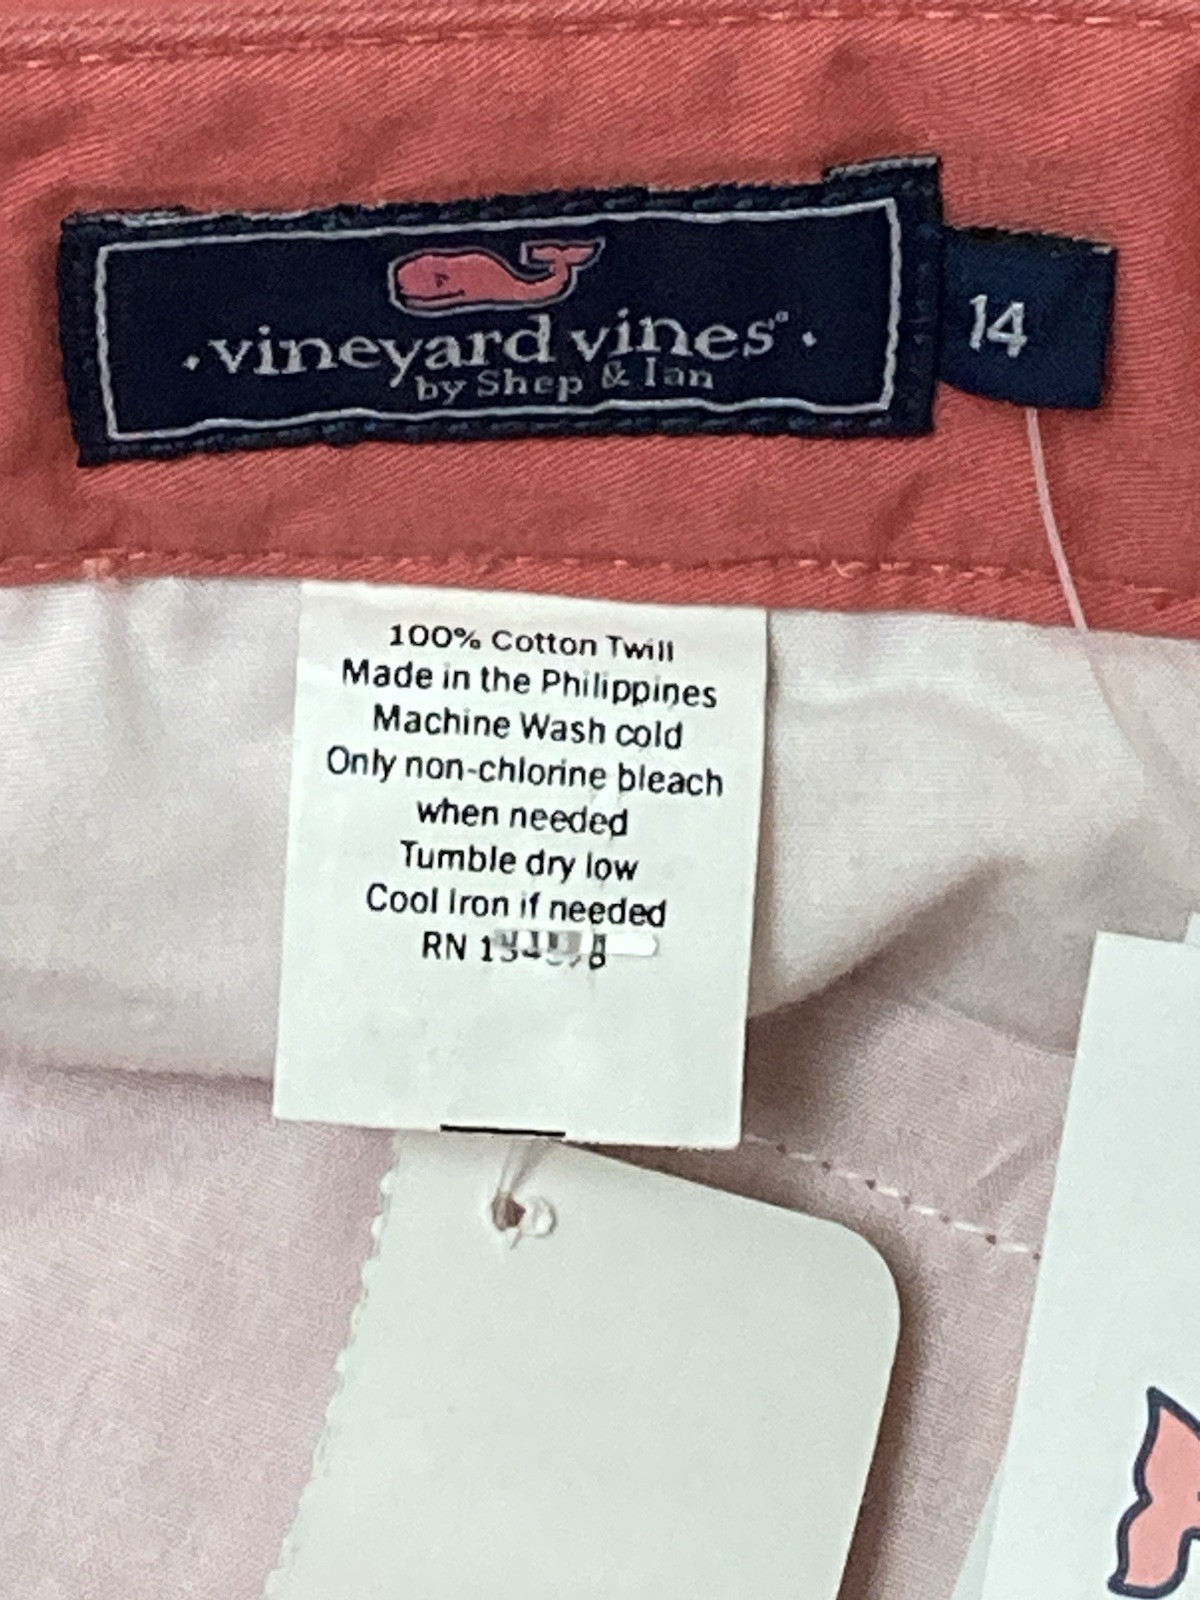 vineyard vines®
by Shep & Ian
14
100% Cotton Twill
Made in the Philippines
Machine Wash cold
Only non-chlorine bleach
when needed
Tumble dry low
Cool Iron if needed
RN